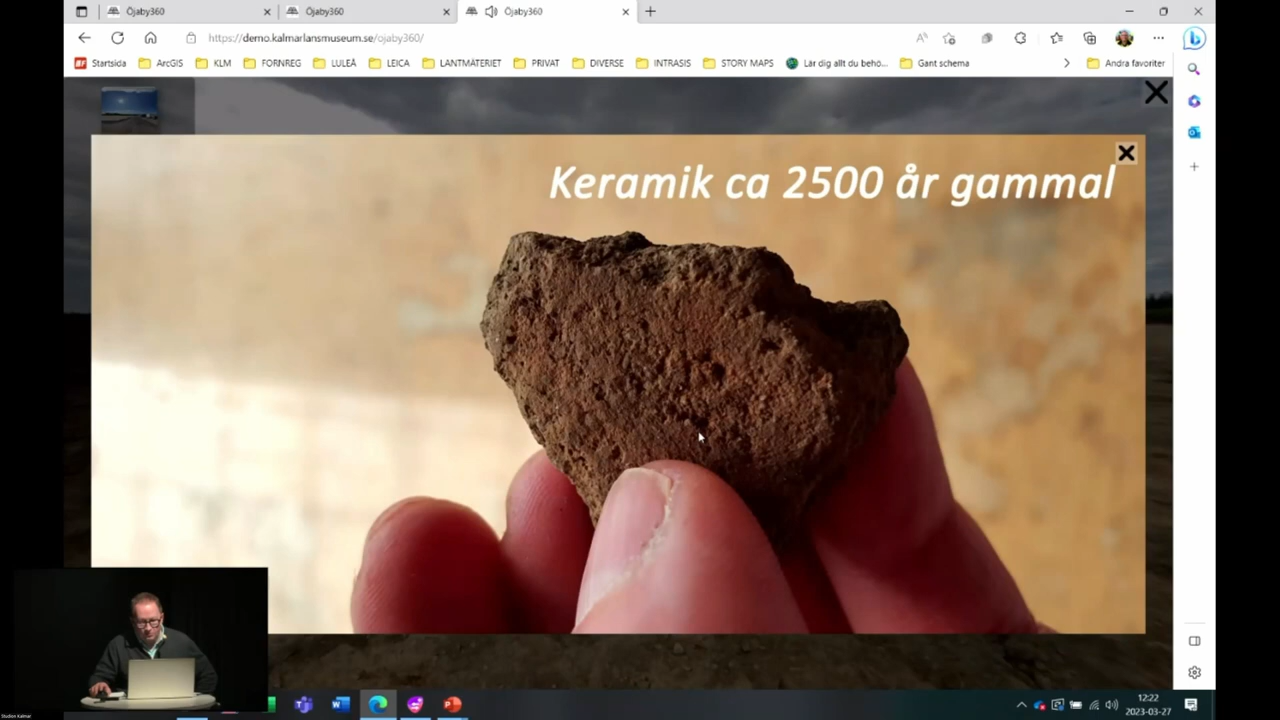 Öjaby360
Öjaby360
Öjaby360
https://demo.kalmarlansmuseum.se/ojaby360/
Startsida
ArcGIS
KLM
FORNREG
LULEÅ
LEICA
LANTMÄTERIET
PRIVAT
DIVERSE
INTRASIS
STORY MAPS
Lär dig allt du behö...
Gant schema
Andra favoriter
Keramik ca 2500 år gammal
12:22
2023-03-27
Studion Kalmar